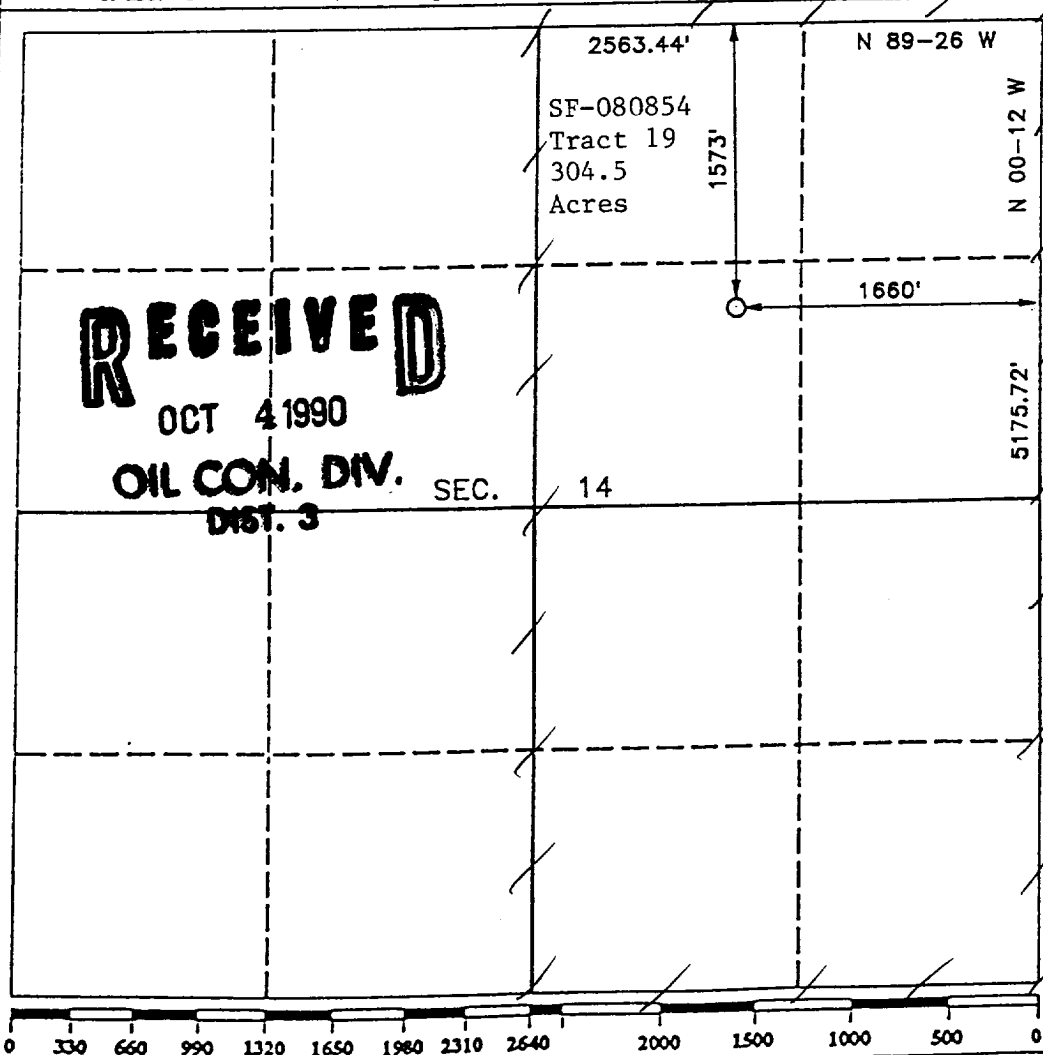 2563.44' N 89-26 W
SF-080854
Tract 19
304.5
Acres
1573'
N 00-12 W
1660'
5175.72'
RECEIVED
OCT 4 1990
OIL CON. DIV.
DIST. 3
SEC. 14
0 330 660 990 1320 1650 1980 2310 2640 2000 1500 1000 500 0